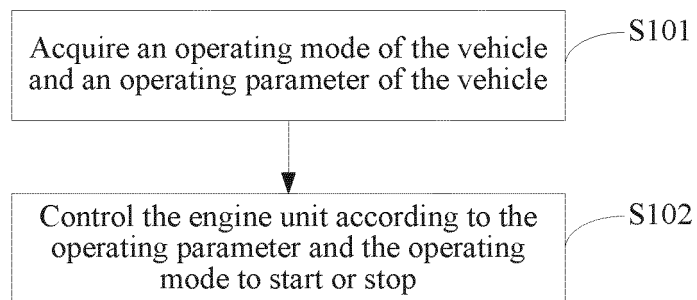 Acquire an operating mode of the vehicle
and an operating parameter of the vehicle
S101
Control the engine unit according to the
operating parameter and the operating
mode to start or stop
S102